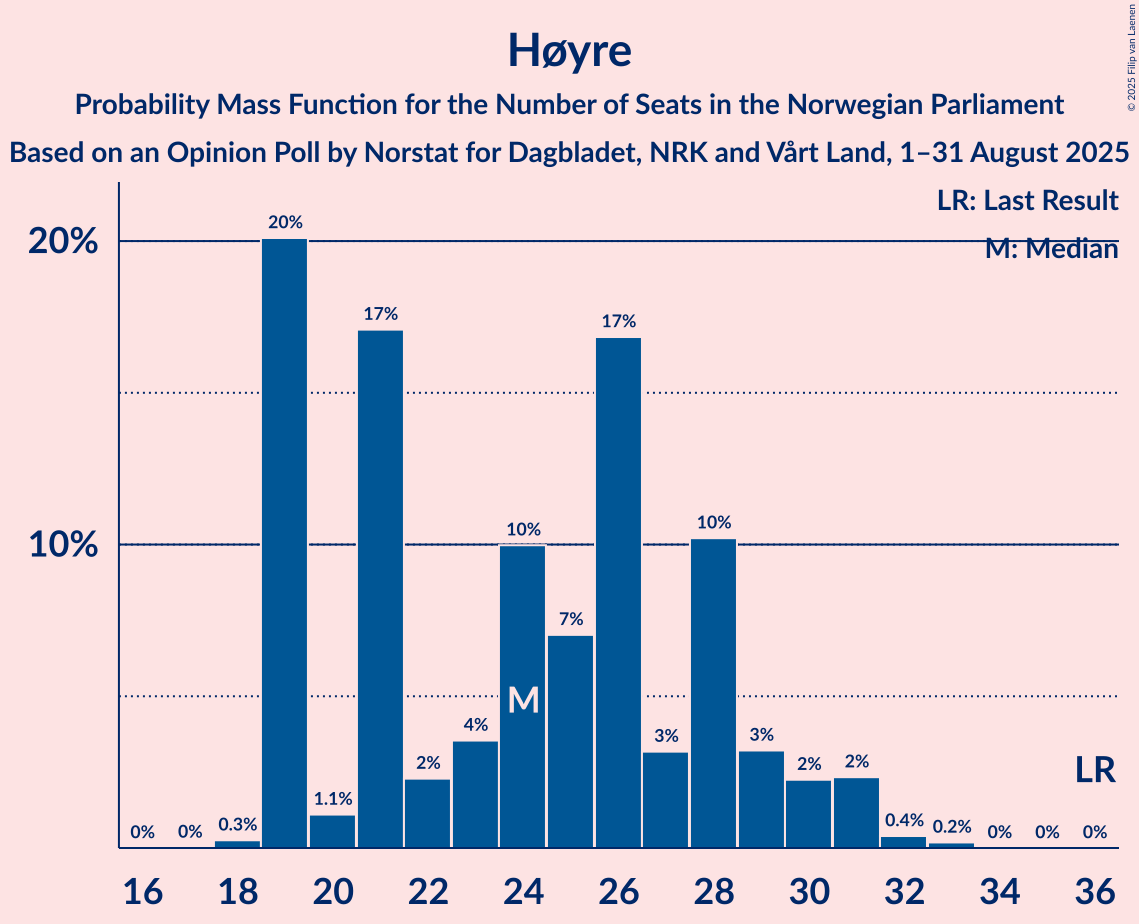 Høyre
Probability Mass Function for the Number of Seats in the Norwegian Parliament
Based on an Opinion Poll by Norstat for Dagbladet, NRK and Vårt Land, 1–31 August 2025
© 2025 Filip van Laenen
LR: Last Result
M: Median
20%
10%
0% 0% 0.3% 20% 1.1% 17% 2% 4% 10% 7% 17% 3% 10% 3% 2% 2% 0.4% 0.2% 0% 0% 0%
M
LR
16 18 20 22 24 26 28 30 32 34 36